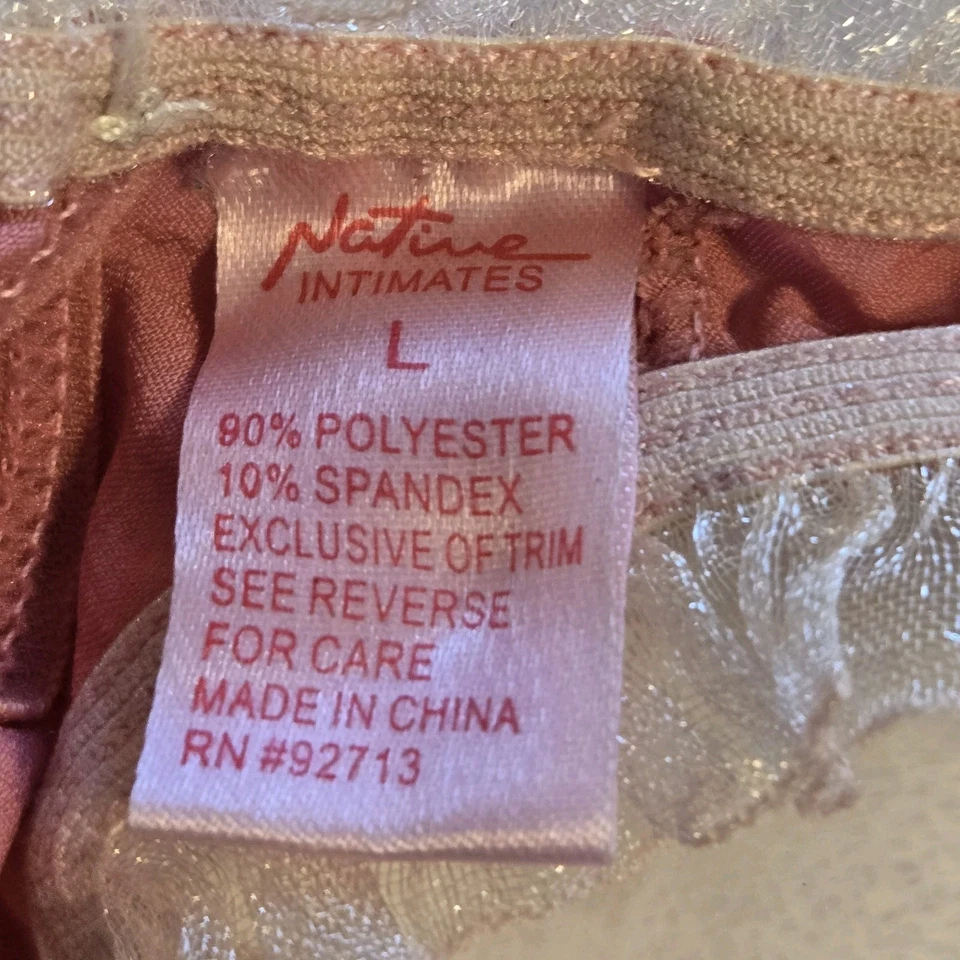 Native
INTIMATES
L
90% POLYESTER
10% SPANDEX
EXCLUSIVE OF TRIM
SEE REVERSE
FOR CARE
MADE IN CHINA
RN #92713